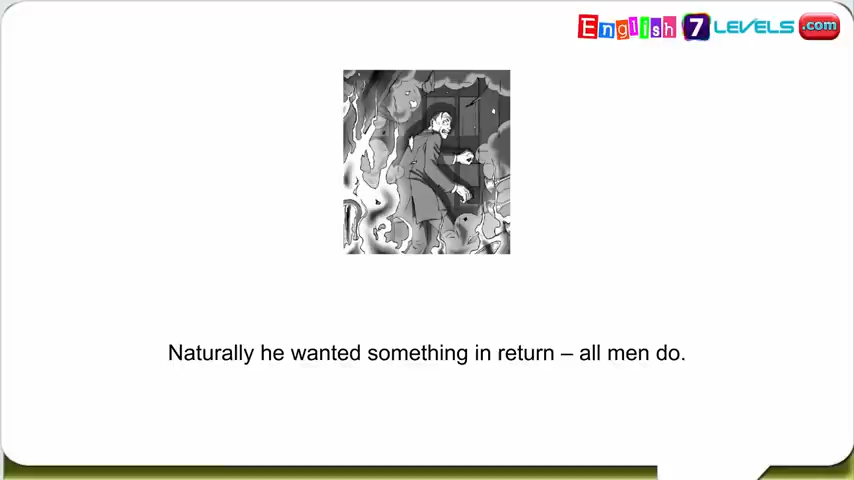 English 7 LEVELS .com
Naturally he wanted something in return – all men do.